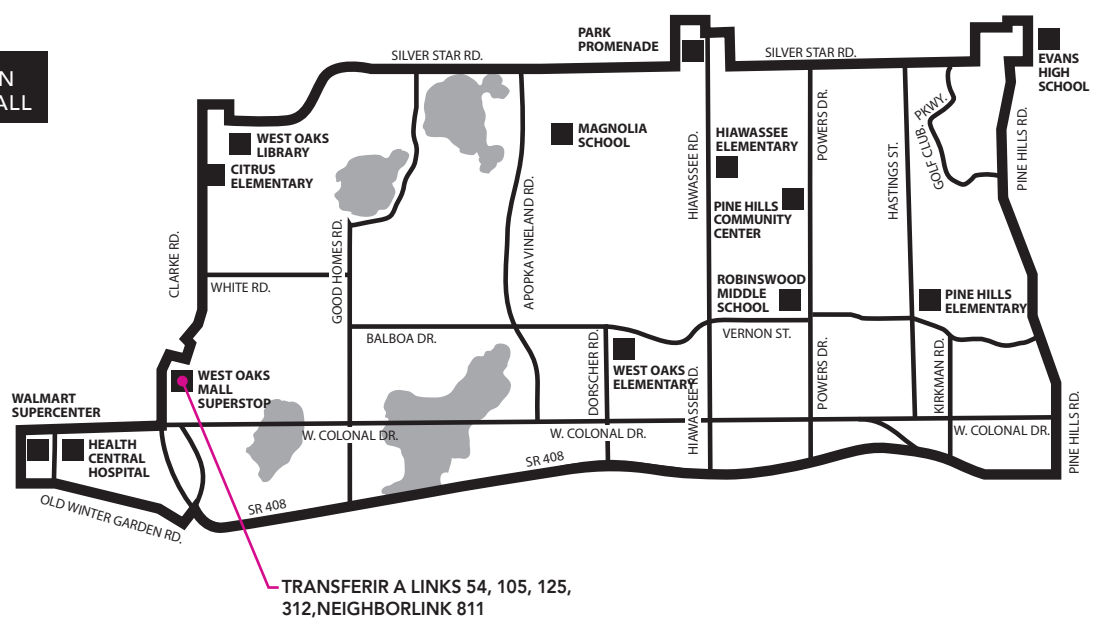 N
ALL
SILVER STAR RD.
PARK
PROMENADE
SILVER STAR RD.
EVANS
HIGH
SCHOOL
WEST OAKS
LIBRARY
CITRUS
ELEMENTARY
MAGNOLIA
SCHOOL
HIAWASSEE
ELEMENTARY
PINE HILLS
COMMUNITY
CENTER
ROBINSWOOD
MIDDLE
SCHOOL
PINE HILLS
ELEMENTARY
CLARKE RD.
GOOD HOMES RD.
APOPKA VINELAND RD.
HIAWASSEE RD.
POWERS DR.
HASTINGS ST.
GOLF CLUB. PKWY.
PINE HILLS RD.
WHITE RD.
BALBOA DR.
VERNON ST.
DORSCHER RD.
WEST OAKS
ELEMENTARY
HIAWASSEE RD.
POWERS DR.
KIRKMAN RD.
PINE HILLS RD.
WEST OAKS
MALL
SUPERSTOP
WALMART
SUPERCENTER
HEALTH
CENTRAL
HOSPITAL
W. COLONAL DR.
W. COLONAL DR.
W. COLONAL DR.
SR 408
SR 408
OLD WINTER GARDEN RD.
TRANSFERIR A LINKS 54, 105, 125,
312,NEIGHBORLINK 811